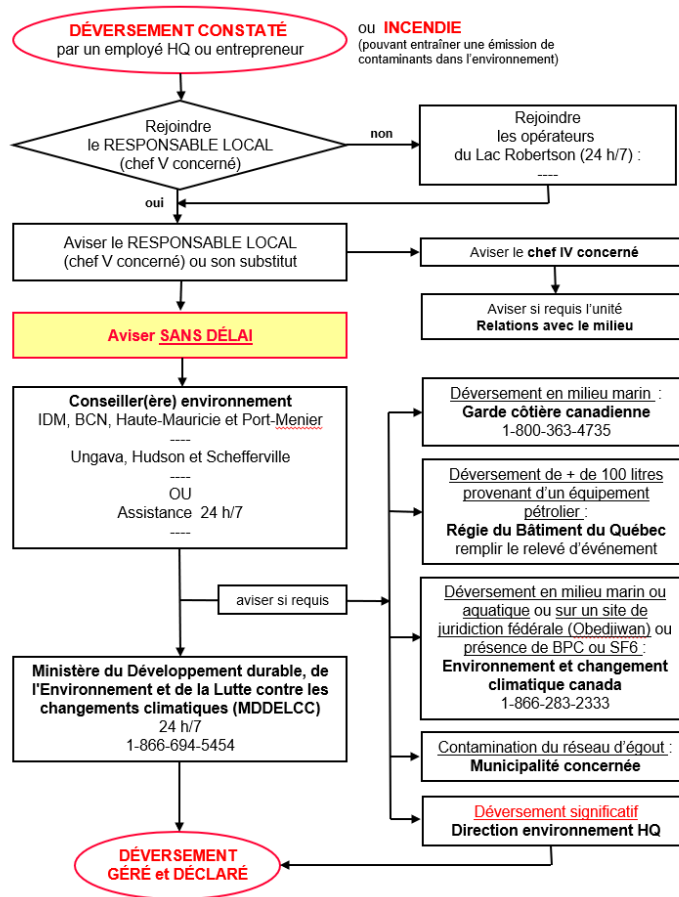 DÉVERSEMENT CONSTATÉ
par un employé HQ ou entrepreneur
ou INCENDIE
(pouvant entraîner une émission de
contaminants dans l'environnement)
Rejoindre
le RESPONSABLE LOCAL
(chef V concerné)
non
Rejoindre
les opérateurs
du Lac Robertson (24 h/7) :
----
oui
Aviser le RESPONSABLE LOCAL
(chef V concerné) ou son substitut
Aviser le chef IV concerné
Aviser si requis l'unité
Relations avec le milieu
Aviser SANS DÉLAI
Conseiller(ère) environnement
IDM, BCN, Haute-Mauricie et Port-Menier
----
Ungava, Hudson et Schefferville
----
OU
Assistance 24 h/7
----
aviser si requis
Déversement en milieu marin :
Garde côtière canadienne
1-800-363-4735
Déversement de + de 100 litres
provenant d'un équipement
pétrolier :
Régie du Bâtiment du Québec
remplir le relevé d'événement
Déversement en milieu marin ou
aquatique ou sur un site de
juridiction fédérale (Obedjiwan) ou
présence de BPC ou SF6 :
Environnement et changement
climatique canada
1-866-283-2333
Contamination du réseau d'égout :
Municipalité concernée
Déversement significatif
Direction environnement HQ
Ministère du Développement durable, de
l'Environnement et de la Lutte contre les
changements climatiques (MDDELCC)
24 h/7
1-866-694-5454
DÉVERSEMENT
GÉRÉ et DÉCLARÉ